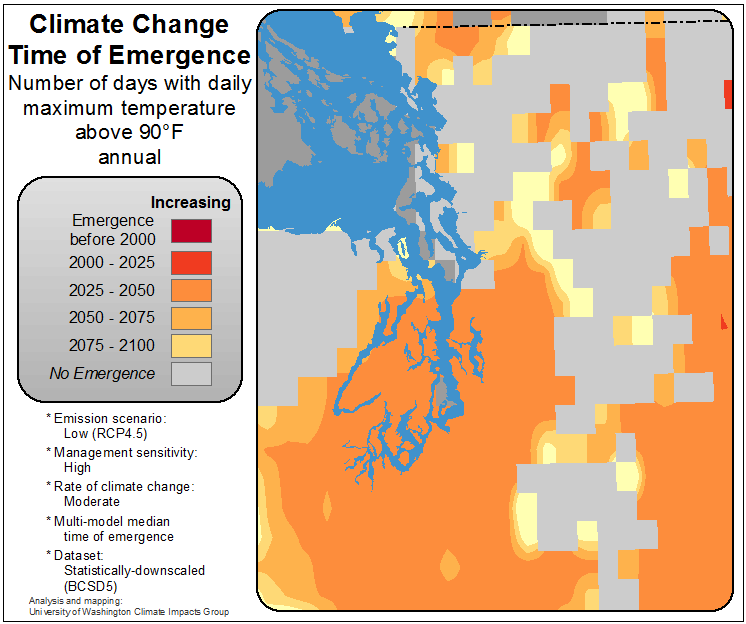 Climate Change
Time of Emergence
Number of days with daily
maximum temperature
above 90°F
annual
Increasing
Emergence
before 2000
2000 - 2025
2025 - 2050
2050 - 2075
2075 - 2100
No Emergence
* Emission scenario:
Low (RCP4.5)
* Management sensitivity:
High
* Rate of climate change:
Moderate
* Multi-model median
time of emergence
* Dataset:
Statistically-downscaled
(BCSD5)
Analysis and mapping:
University of Washington Climate Impacts Group